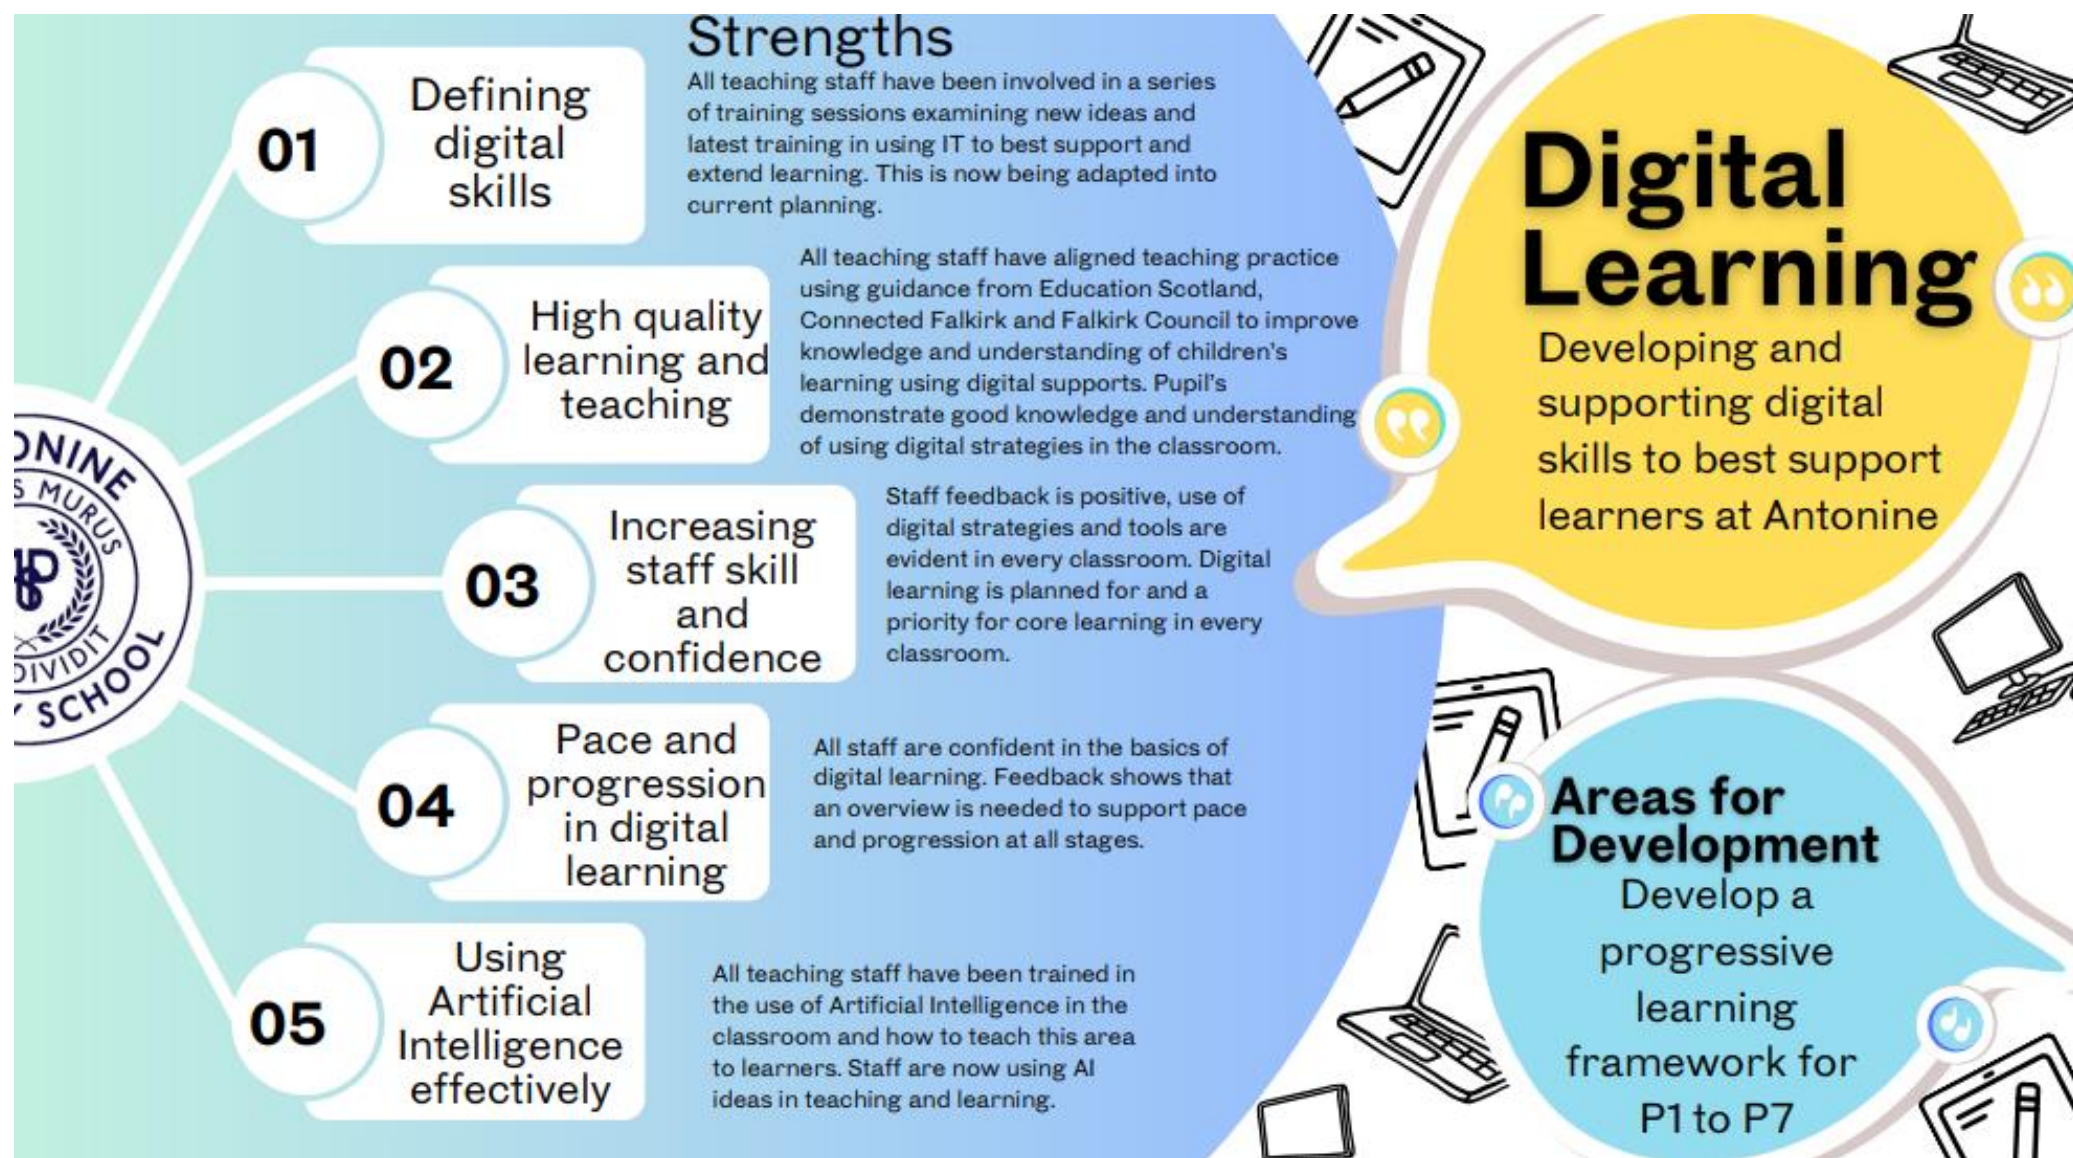 Strengths
01
Defining
digital
skills
All teaching staff have been involved in a series
of training sessions examining new ideas and
latest training in using IT to best support and
extend learning. This is now being adapted into
current planning.
02
High quality
learning and
teaching
All teaching staff have aligned teaching practice
using guidance from Education Scotland,
Connected Falkirk and Falkirk Council to improve
knowledge and understanding of children's
learning using digital supports. Pupil's
demonstrate good knowledge and understanding
of using digital strategies in the classroom.
03
Increasing
staff skill
and
confidence
Staff feedback is positive, use of
digital strategies and tools are
evident in every classroom. Digital
learning is planned for and a
priority for core learning in every
classroom.
04
Pace and
progression
in digital
learning
All staff are confident in the basics of
digital learning. Feedback shows that
an overview is needed to support pace
and progression at all stages.
05
Using
Artificial
Intelligence
effectively
All teaching staff have been trained in
the use of Artificial Intelligence in the
classroom and how to teach this area
to learners. Staff are now using AI
ideas in teaching and learning.
ONINE
MURUS
DIVIDIT
SCHOOL
Digital
Learning
Developing and
supporting digital
skills to best support
learners at Antonine
Areas for
Development
Develop a
progressive
learning
framework for
P1 to P7